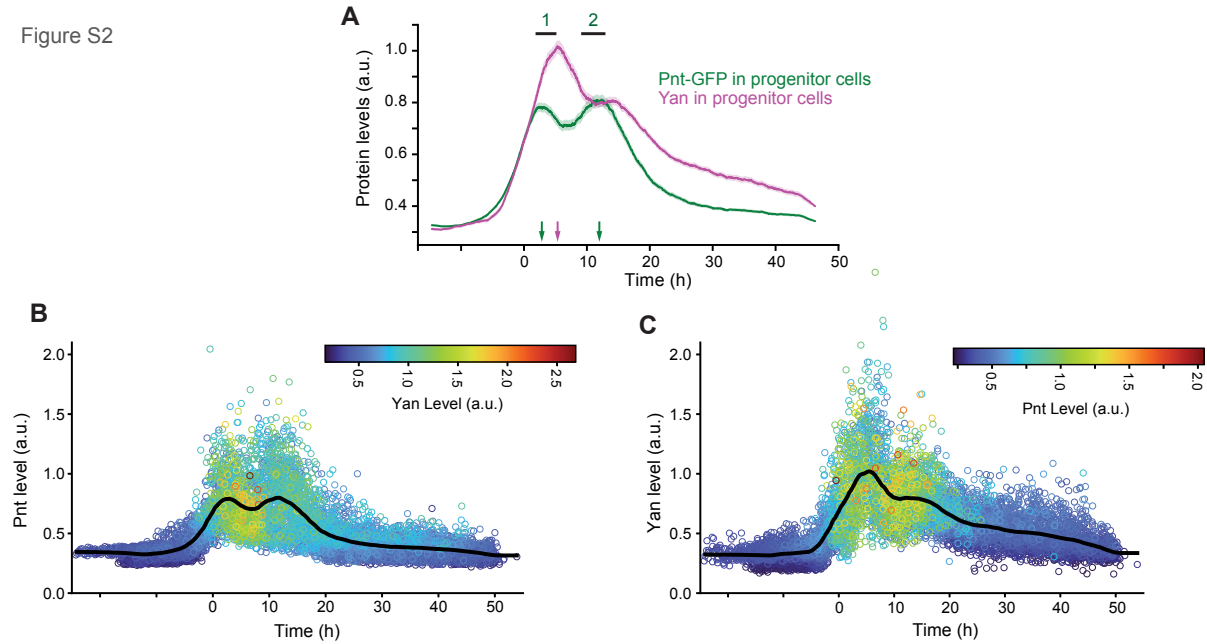 Figure S2
A
1 2
1.0
0.8
0.6
0.4
Protein levels (a.u.)
Pnt-GFP in progenitor cells
Yan in progenitor cells
0 10 20 30 40 50
Time (h)
B
2.0
1.5
1.0
0.5
0.0
Pnt level (a.u.)
0.5 1.0 1.5 2.0 2.5
Yan Level (a.u.)
0 10 20 30 40 50
Time (h)
C
2.0
1.5
1.0
0.5
0.0
Yan level (a.u.)
0.5 1.0 1.5 2.0
Pnt Level (a.u.)
0 10 20 30 40 50
Time (h)